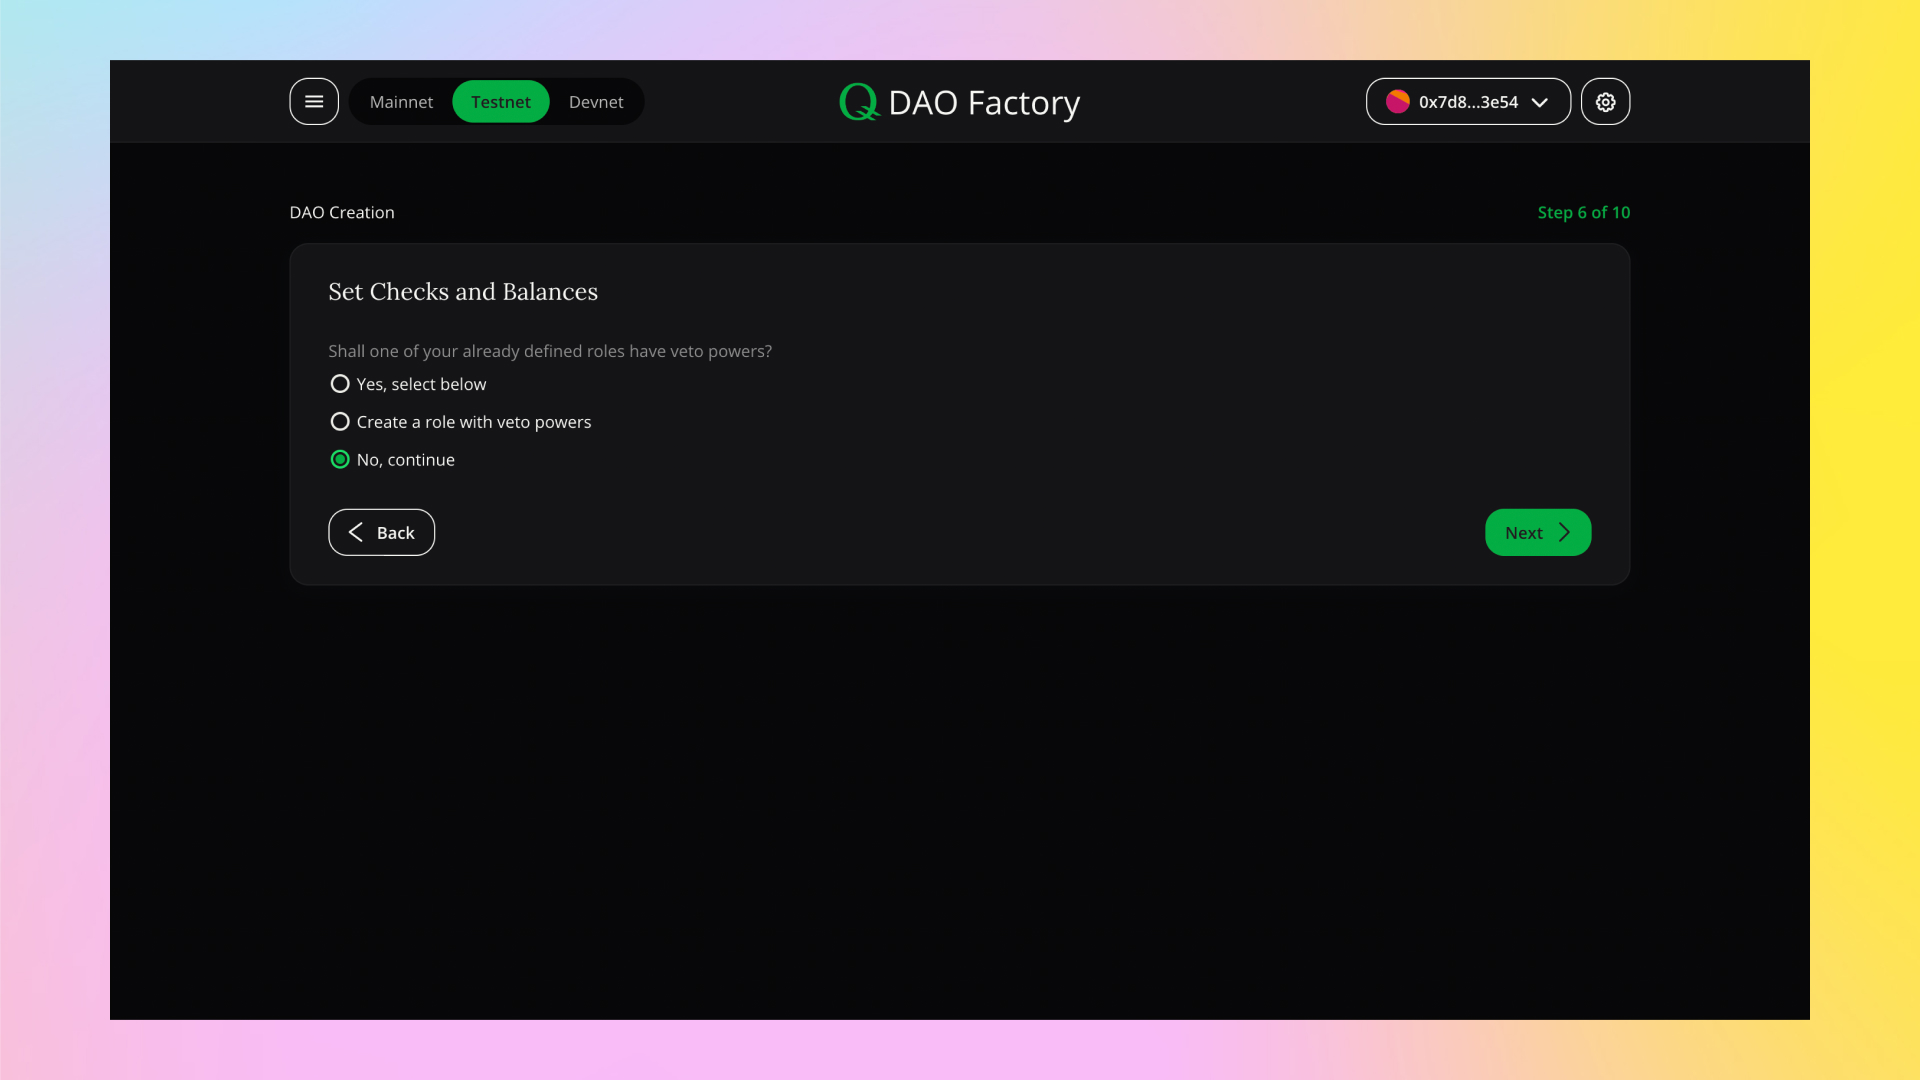 Mainnet
Testnet
Devnet
Q DAO Factory
0x7d8...3e54
DAO Creation
Step 6 of 10
Set Checks and Balances
Shall one of your already defined roles have veto powers?
Yes, select below
Create a role with veto powers
No, continue
Back
Next